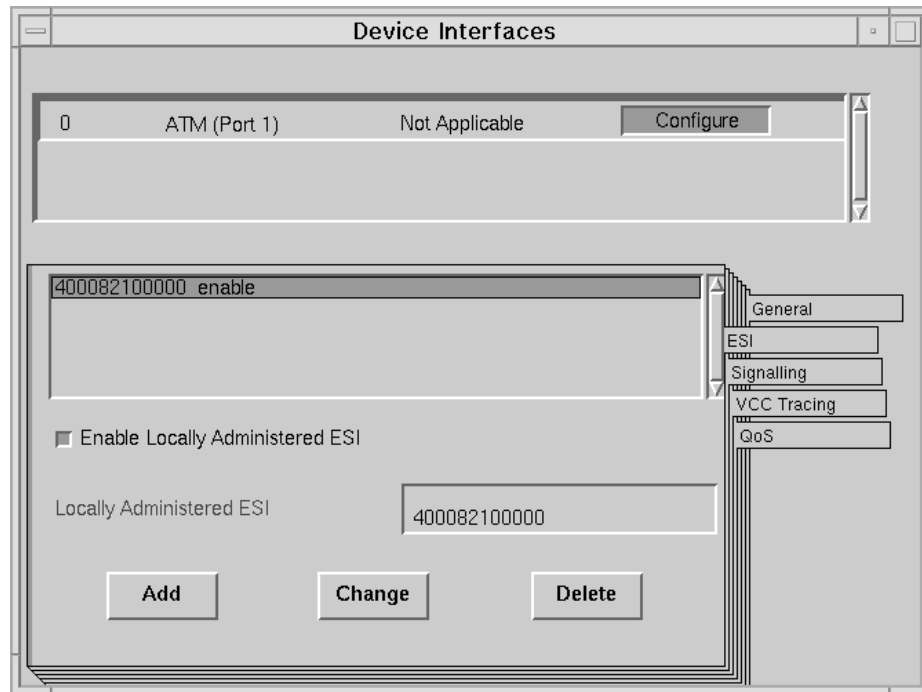 Device Interfaces
0 ATM (Port 1) Not Applicable Configure
400082100000 enable
General
ESI
Signalling
VCC Tracing
QoS
Enable Locally Administered ESI
Locally Administered ESI 400082100000
Add Change Delete